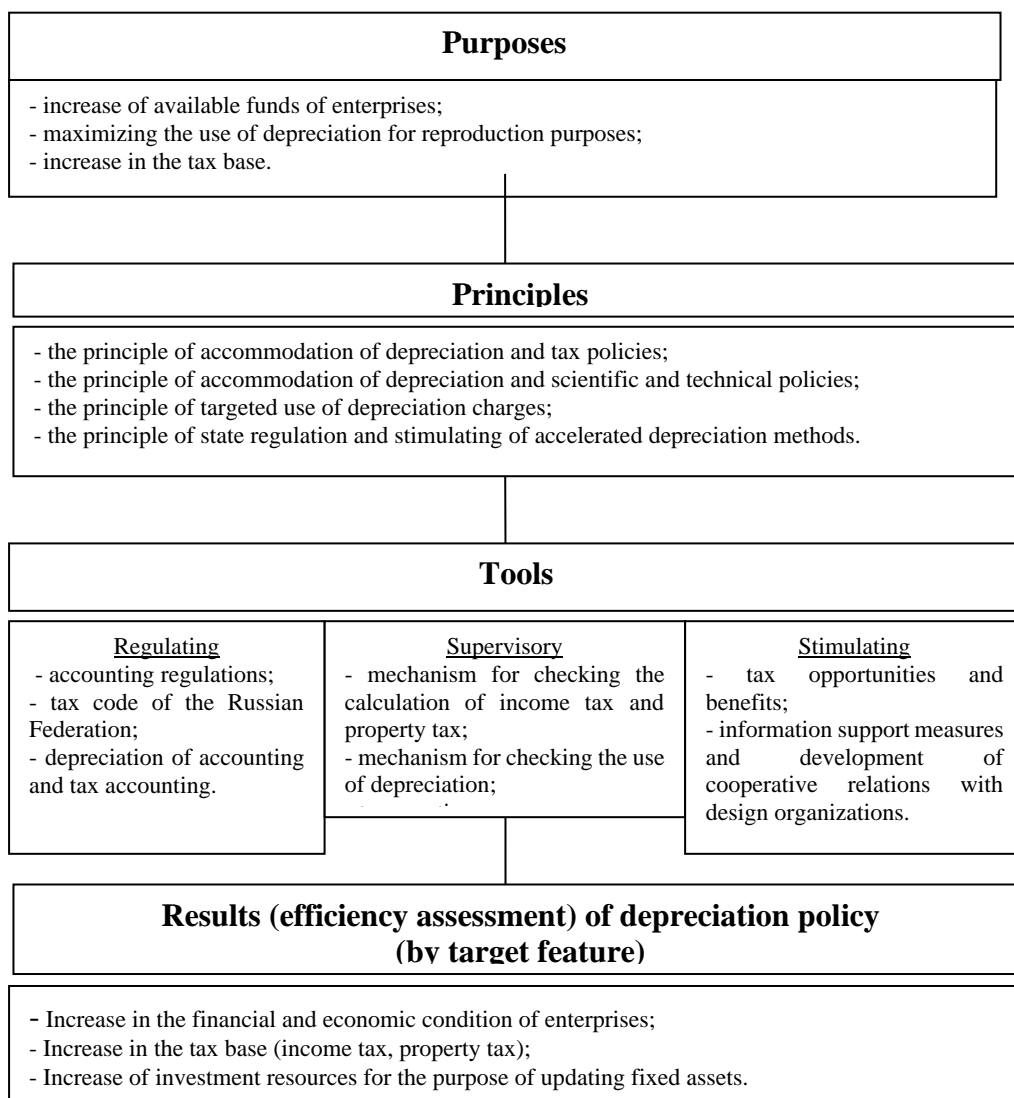 Purposes
- increase of available funds of enterprises;
- maximizing the use of depreciation for reproduction purposes;
- increase in the tax base.
Principles
- the principle of accommodation of depreciation and tax policies;
- the principle of accommodation of depreciation and scientific and technical policies;
- the principle of targeted use of depreciation charges;
- the principle of state regulation and stimulating of accelerated depreciation methods.
Tools
Regulating
- accounting regulations;
- tax code of the Russian
Federation;
- depreciation of accounting
and tax accounting.
Supervisory
- mechanism for checking the
calculation of income tax and
property tax;
- mechanism for checking the use
of depreciation;
Stimulating
- tax opportunities and
benefits;
- information support measures
and development of
cooperative relations with
design organizations.
Results (efficiency assessment) of depreciation policy
(by target feature)
- Increase in the financial and economic condition of enterprises;
- Increase in the tax base (income tax, property tax);
- Increase of investment resources for the purpose of updating fixed assets.